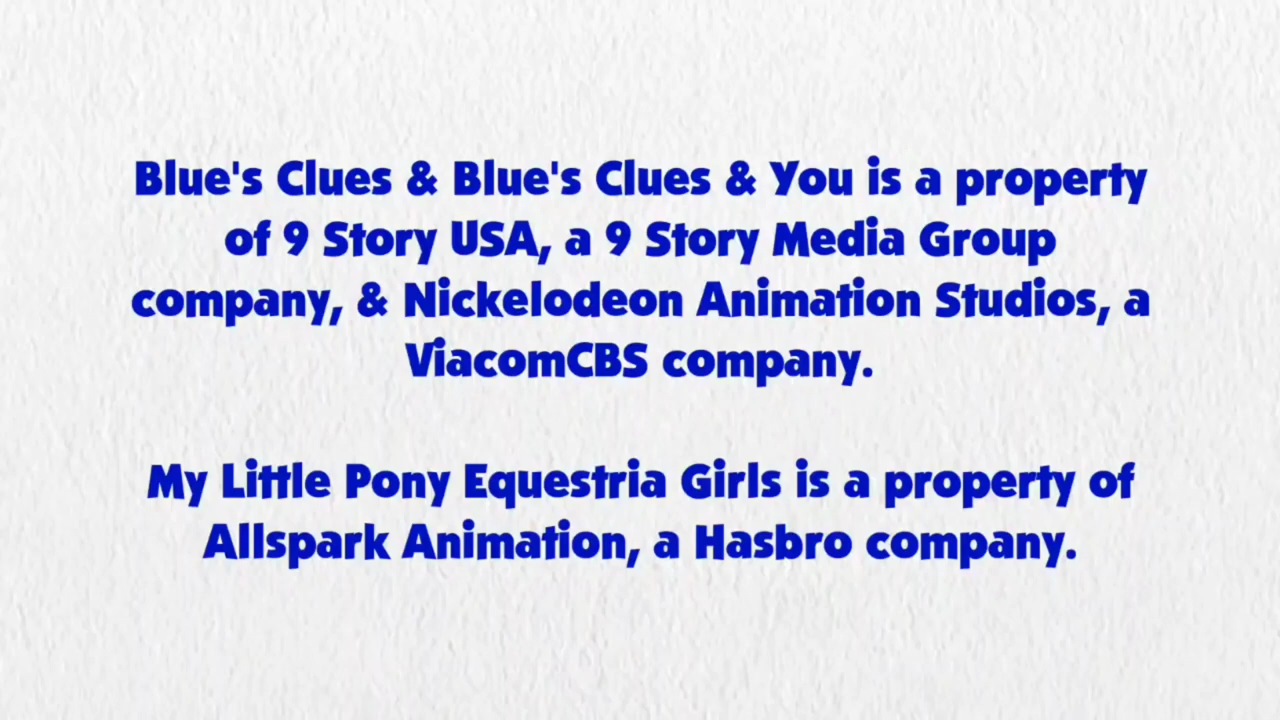 Blue's Clues & Blue's Clues & You is a property
of 9 Story USA, a 9 Story Media Group
company, & Nickelodeon Animation Studios, a
ViacomCBS company.
My Little Pony Equestria Girls is a property of
Allspark Animation, a Hasbro company.